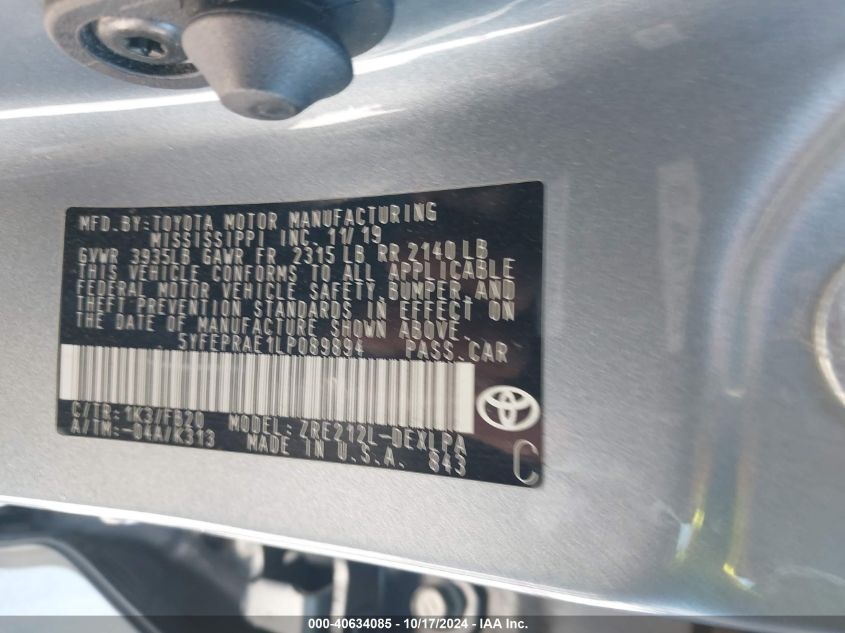 MFD.BY:TOYOTA MOTOR MANUFACTURING
MISSISSIPPI INC. 11/19
GVWR 3935LB GAWR FR 2315 LB RR 2140 LB
THIS VEHICLE CONFORMS TO ALL APPLICABLE
FEDERAL MOTOR VEHICLE SAFETY, BUMPER, AND
THEFT PREVENTION STANDARDS IN EFFECT ON
THE DATE OF MANUFACTURE SHOWN ABOVE.
5YFEPRAE1LP089894 PASS.CAR
C/TR:1K3/FB20 MODEL:ZRE212L-DEXLPA
A/TM:-04A/K313 MADE IN U.S.A. 843
C
000-40634085 - 10/17/2024 - IAA Inc.